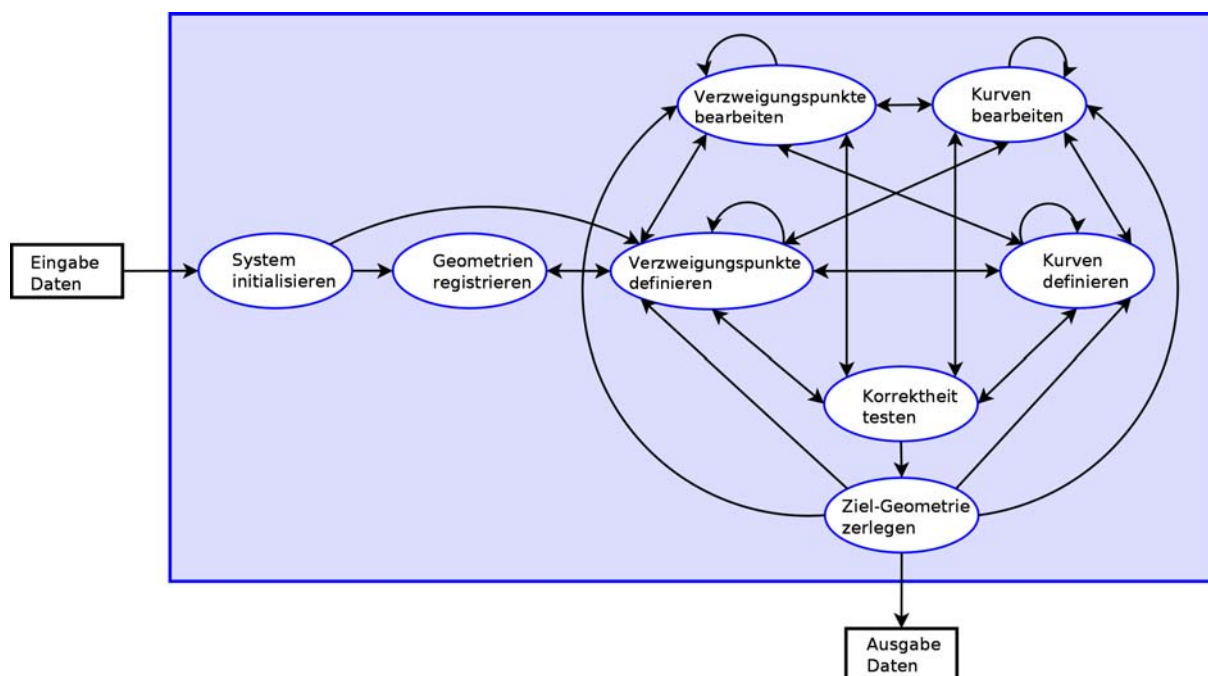 Verzweigungspunkte
bearbeiten
Kurven
bearbeiten
Eingabe
Daten
System
initialisieren
Geometrien
registrieren
Verzweigungspunkte
definieren
Kurven
definieren
Korrektheit
testen
Ziel-Geometrie
zerlegen
Ausgabe
Daten